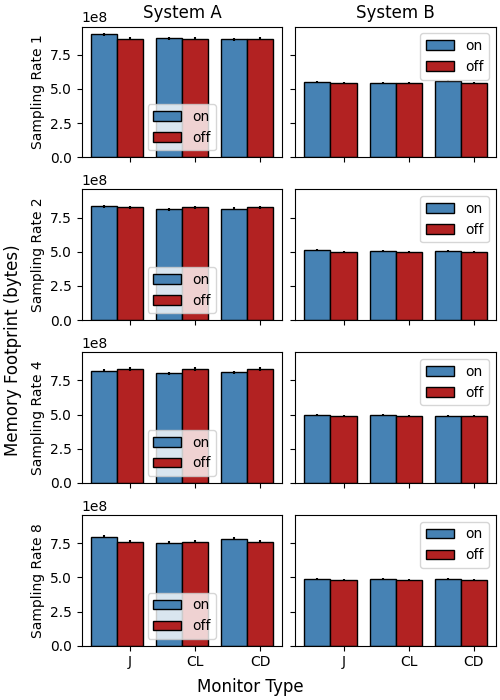 System A System B
Memory Footprint (bytes)
1e8
Sampling Rate 1
7.5
5.0
2.5
0.0
on
off
on
off
1e8
Sampling Rate 2
7.5
5.0
2.5
0.0
on
off
on
off
1e8
Sampling Rate 4
7.5
5.0
2.5
0.0
on
off
on
off
1e8
Sampling Rate 8
7.5
5.0
2.5
0.0
on
off
on
off
J CL CD J CL CD
Monitor Type